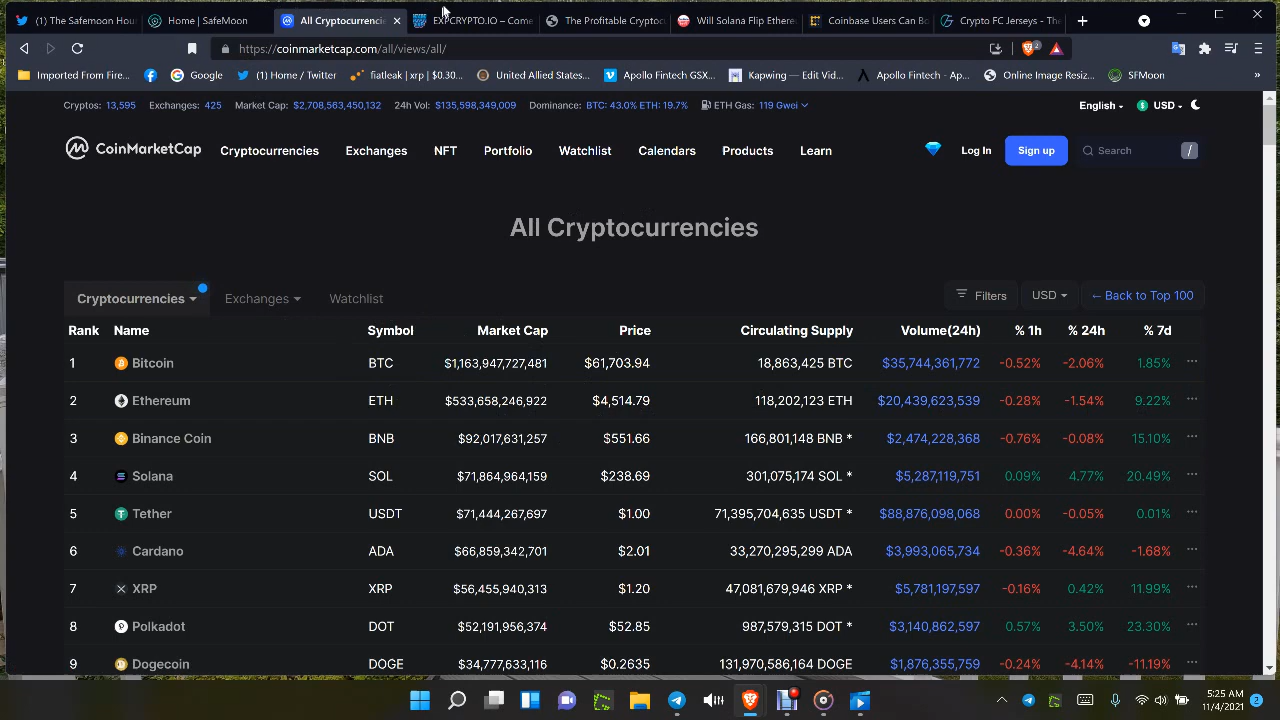 (1) The Safemoon Hour
Home | SafeMoon
All Cryptocurrencie
EXPCRYPTO.IO – Come
The Profitable Cryptoc
Will Solana Flip Ethere
Coinbase Users Can Bo
Crypto FC Jerseys - The
https://coinmarketcap.com/all/views/all/
2
Imported From Fire...
Google
(1) Home / Twitter
fiatleak | xrp | $0.30...
United Allied States...
Apollo Fintech GSX...
Kapwing — Edit Vid...
Apollo Fintech - Ap...
Online Image Resiz...
SFMoon
»
Cryptos: 13,595 Exchanges: 425 Market Cap: $2,708,563,450,132 24h Vol: $135,598,349,009 Dominance: BTC: 43.0% ETH: 19.7% ETH Gas: 119 Gwei
English
USD
CoinMarketCap
Cryptocurrencies Exchanges NFT Portfolio Watchlist Calendars Products Learn
Log In
Sign up
Search
/
All Cryptocurrencies
Cryptocurrencies
Exchanges
Watchlist
Filters
USD
← Back to Top 100
Rank Name Symbol Market Cap Price Circulating Supply Volume(24h) % 1h % 24h % 7d
1 Bitcoin BTC $1,163,947,727,481 $61,703.94 18,863,425 BTC $35,744,361,772 -0.52% -2.06% 1.85% ...
2 Ethereum ETH $533,658,246,922 $4,514.79 118,202,123 ETH $20,439,623,539 -0.28% -1.54% 9.22% ...
3 Binance Coin BNB $92,017,631,257 $551.66 166,801,148 BNB * $2,474,228,368 -0.76% -0.08% 15.10% ...
4 Solana SOL $71,864,964,159 $238.69 301,075,174 SOL * $5,287,119,751 0.09% 4.77% 20.49% ...
5 Tether USDT $71,444,267,697 $1.00 71,395,704,635 USDT * $88,876,098,068 0.00% -0.05% 0.01% ...
6 Cardano ADA $66,859,342,701 $2.01 33,270,295,299 ADA $3,993,065,734 -0.36% -4.64% -1.68% ...
7 XRP XRP $56,455,940,313 $1.20 47,081,679,946 XRP * $5,781,197,597 -0.16% 0.42% 11.99% ...
8 Polkadot DOT $52,191,956,374 $52.85 987,579,315 DOT * $3,140,862,597 0.57% 3.50% 23.30% ...
9 Dogecoin DOGE $34,777,633,116 $0.2635 131,970,586,164 DOGE $1,876,355,759 -0.24% -4.14% -11.19% ...
5:25 AM
11/4/2021
2